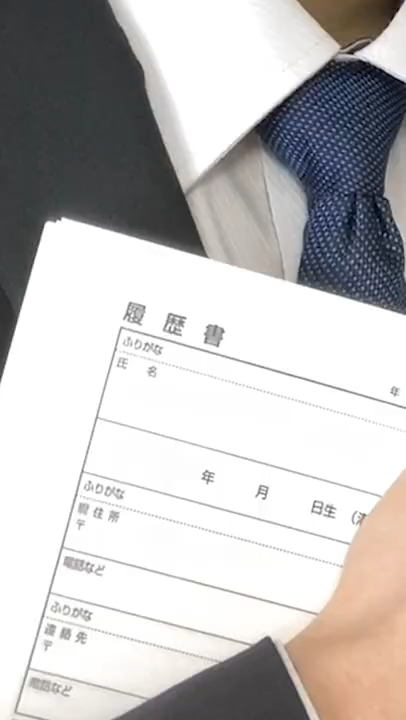 履歴書
年
ふりがな
氏 名
年 月 日生 (満
ふりがな
現住所
〒
電話など
ふりがな
連絡先
〒
電話など